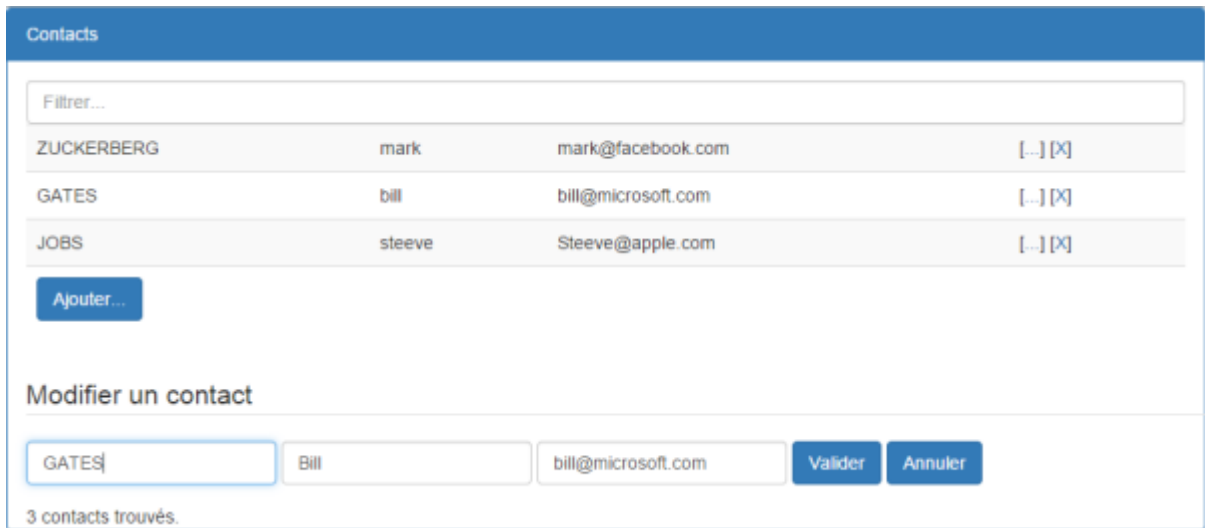 Contacts
Filtrer...
ZUCKERBERG mark mark@facebook.com [...] [X]
GATES bill bill@microsoft.com [...] [X]
JOBS steeve Steeve@apple.com [...] [X]
Ajouter...
Modifier un contact
GATES Bill bill@microsoft.com Valider Annuler
3 contacts trouvés.